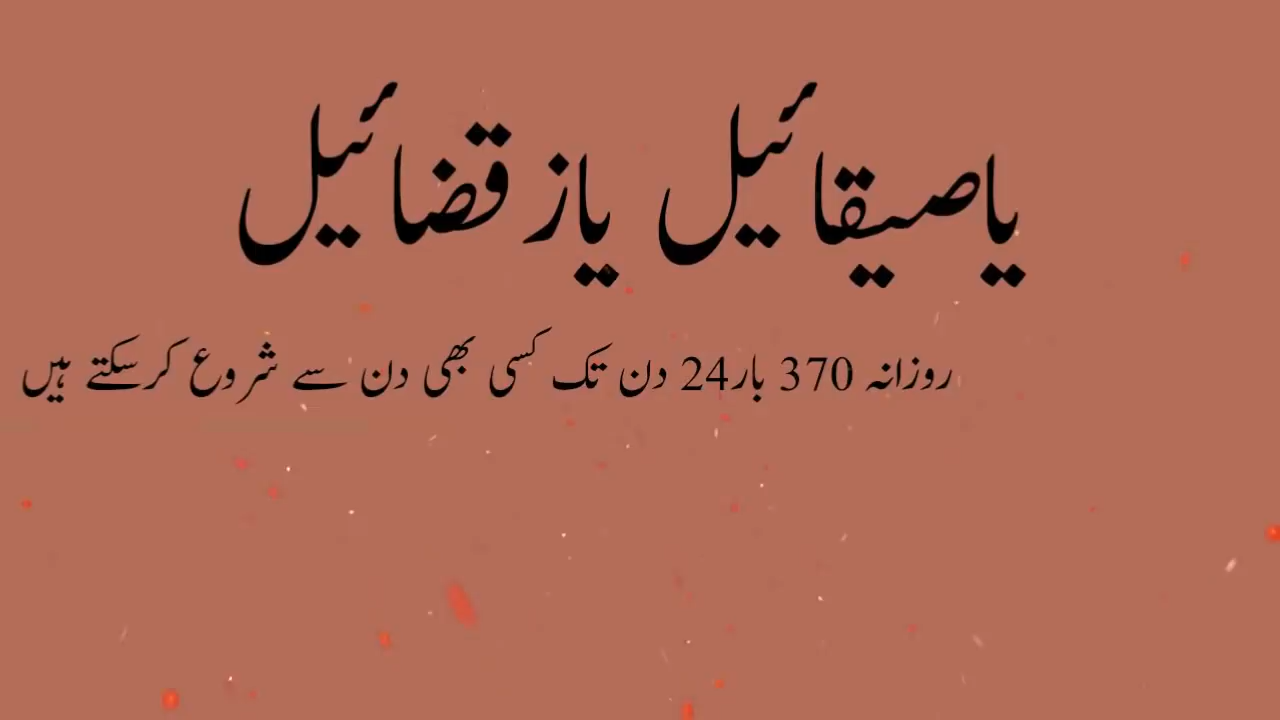 یاصیقائیل یازقضائیل
روزانہ 370 بار24 دن تک کسی بھی دن سے شروع کرسکتے ہیں